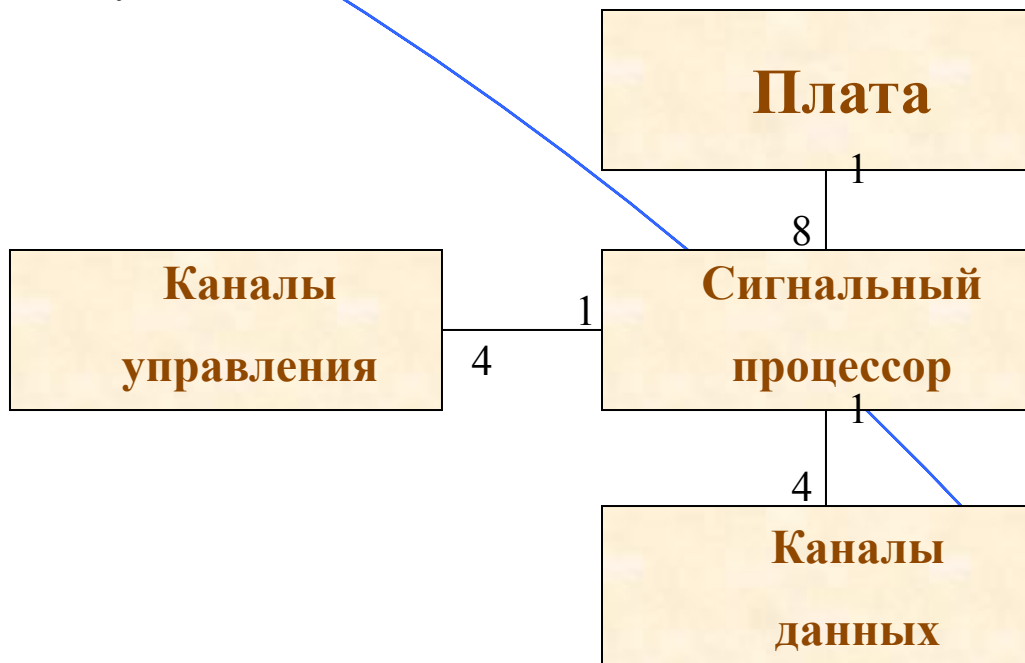 Плата
1
8
Каналы
управления
1
4
Сигнальный
процессор
1
4
Каналы
данных